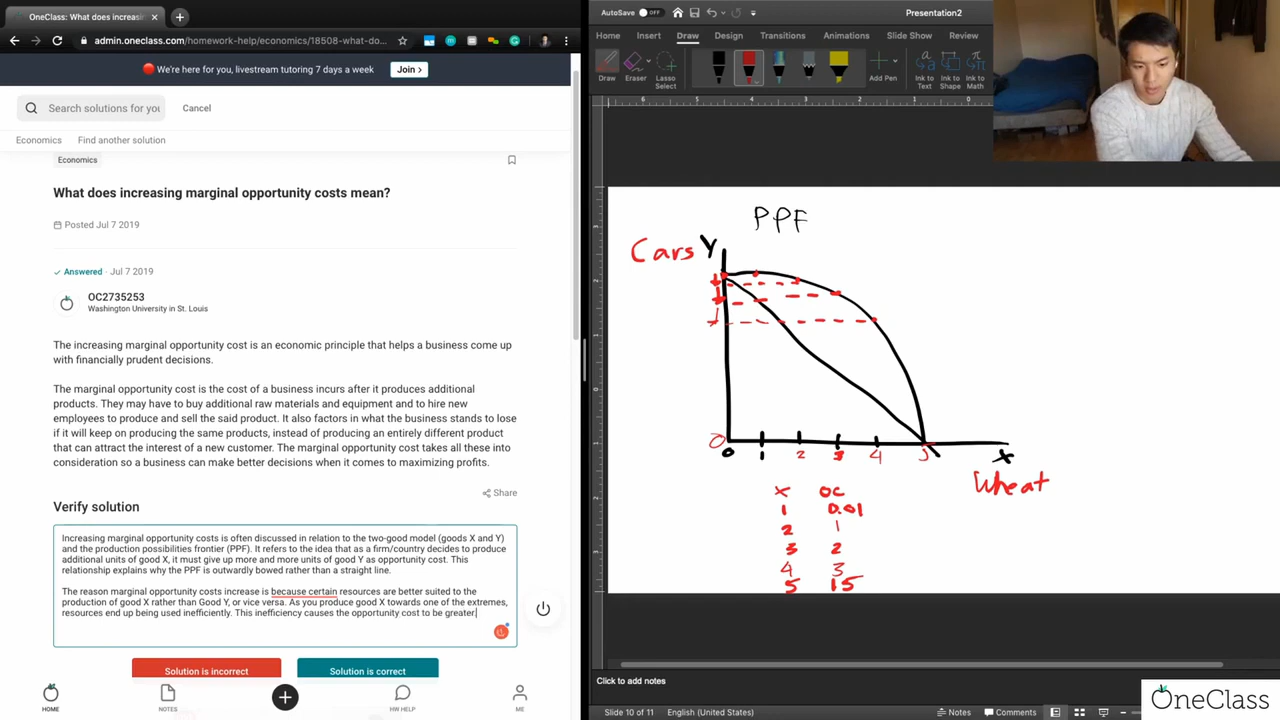 OneClass: What does increasin
admin.oneclass.com/homework-help/economics/18508-what-do...
We're here for you, livestream tutoring 7 days a week
Join >
Search solutions for you
Cancel
Economics
Find another solution
Economics
What does increasing marginal opportunity costs mean?
Posted Jul 7 2019
Answered · Jul 7 2019
OC2735253
Washington University in St. Louis
The increasing marginal opportunity cost is an economic principle that helps a business come up
with financially prudent decisions.
The marginal opportunity cost is the cost of a business incurs after it produces additional
products. They may have to buy additional raw materials and equipment and to hire new
employees to produce and sell the said product. It also factors in what the business stands to lose
if it will keep on producing the same products, instead of producing an entirely different product
that can attract the interest of a new customer. The marginal opportunity cost takes all these into
consideration so a business can make better decisions when it comes to maximizing profits.
Share
Verify solution
Increasing marginal opportunity costs is often discussed in relation to the two-good model (goods X and Y)
and the production possibilities frontier (PPF). It refers to the idea that as a firm/country decides to produce
additional units of good X, it must give up more and more units of good Y as opportunity cost. This
relationship explains why the PPF is outwardly bowed rather than a straight line.
The reason marginal opportunity costs increase is because certain resources are better suited to the
production of good X rather than Good Y, or vice versa. As you produce good X towards one of the extremes,
resources end up being used inefficiently. This inefficiency causes the opportunity cost to be greater
Solution is incorrect
Solution is correct
HOME
NOTES
HW HELP
ME
AutoSave OFF
Presentation2
Home Insert Draw Design Transitions Animations Slide Show Review
Draw
Eraser
Lasso Select
Add Pen
Ink to Text
Ink to Shape
Ink to Math
PPF
Cars Y
0
0 1 2 3 4 5
X
Wheat
X OC
1 0.01
2 1
3 2
4 3
5 15
Click to add notes
Slide 10 of 11
English (United States)
Notes
Comments
OneClass